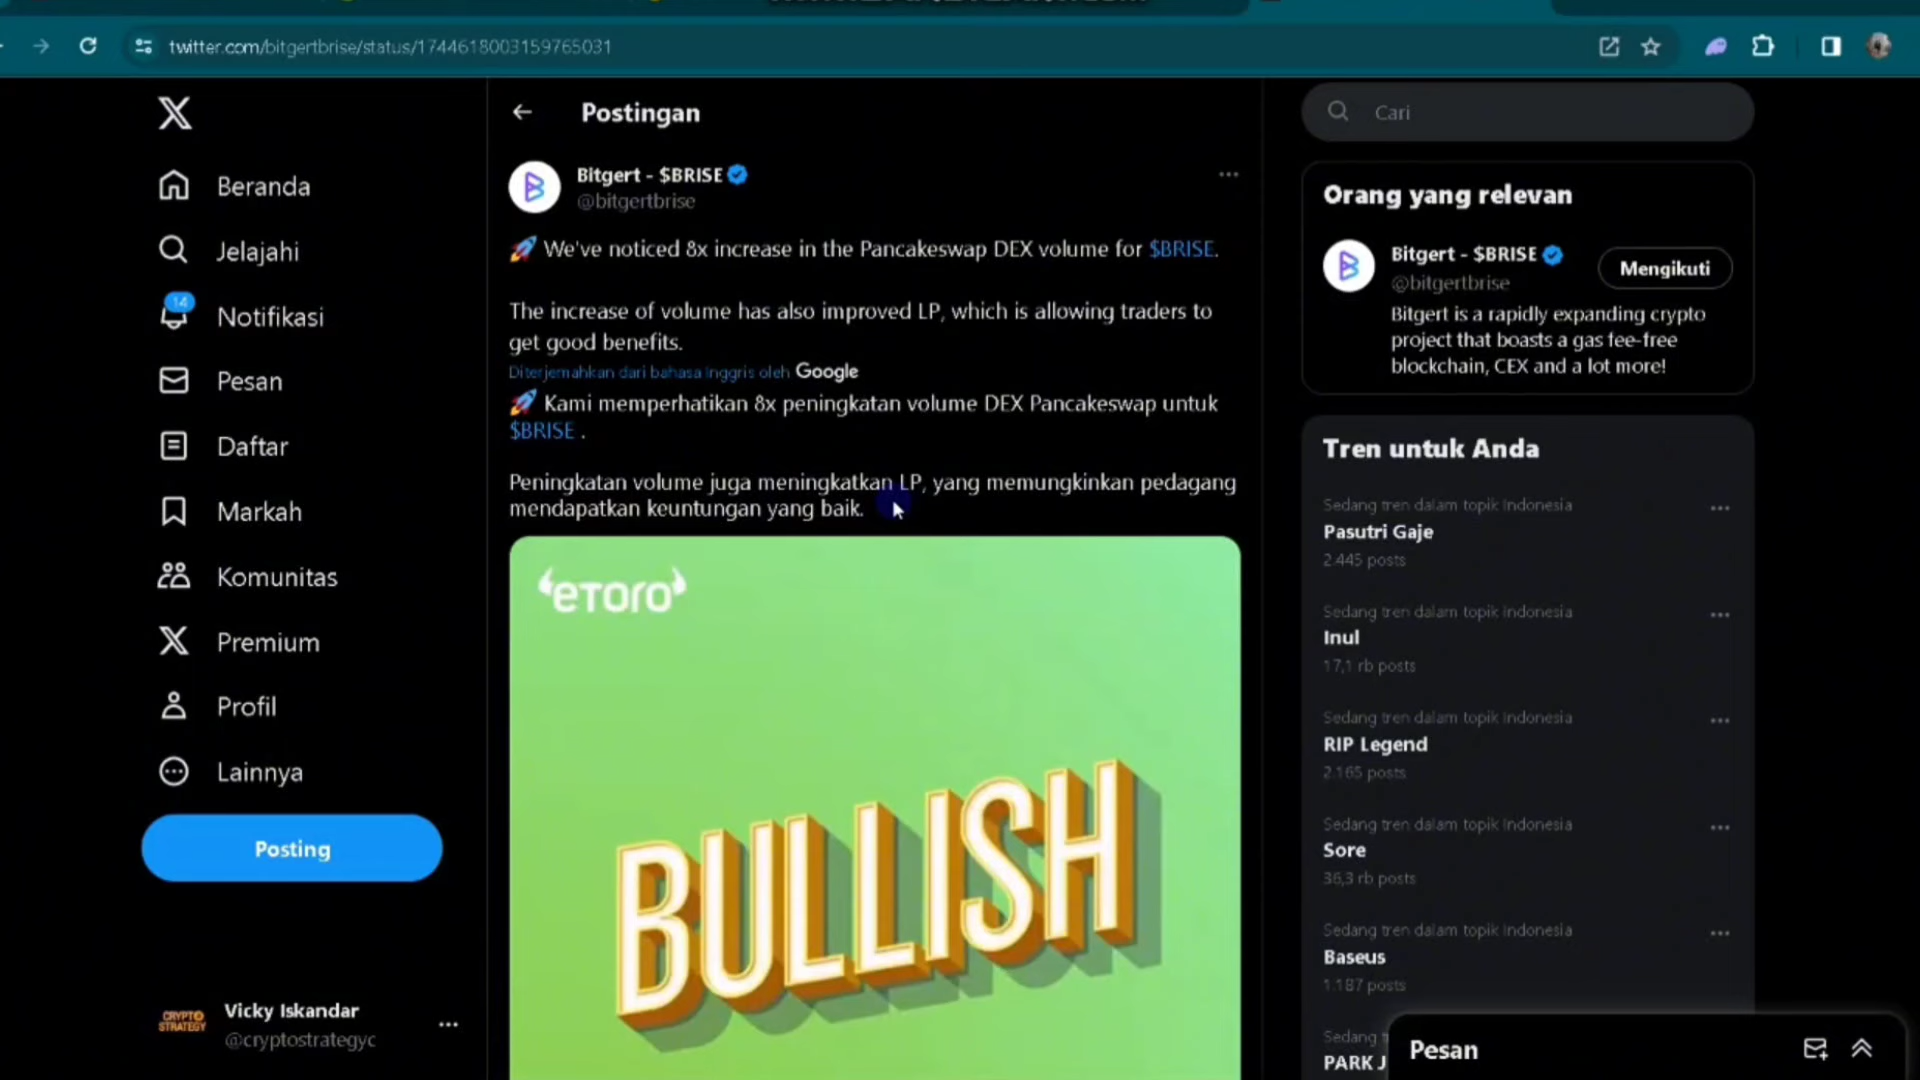 twitter.com/bitgertbrise/status/1744618003159765031
Postingan
Cari
Beranda
Jelajahi
14
Notifikasi
Pesan
Daftar
Markah
Komunitas
Premium
Profil
Lainnya
Posting
CRYPTO
STRATEGY
Vicky Iskandar
@cryptostrategyc
Bitgert - $BRISE
@bitgertbrise
🚀 We've noticed 8x increase in the Pancakeswap DEX volume for $BRISE.
The increase of volume has also improved LP, which is allowing traders to
get good benefits.
Diterjemahkan dari bahasa Inggris oleh Google
🚀 Kami memperhatikan 8x peningkatan volume DEX Pancakeswap untuk
$BRISE .
Peningkatan volume juga meningkatkan LP, yang memungkinkan pedagang
mendapatkan keuntungan yang baik.
eToro
BULLISH
Orang yang relevan
Bitgert - $BRISE
Mengikuti
@bitgertbrise
Bitgert is a rapidly expanding crypto
project that boasts a gas fee-free
blockchain, CEX and a lot more!
Tren untuk Anda
Sedang tren dalam topik Indonesia
Pasutri Gaje
2.445 posts
Sedang tren dalam topik Indonesia
Inul
17,1 rb posts
Sedang tren dalam topik Indonesia
RIP Legend
2.165 posts
Sedang tren dalam topik Indonesia
Sore
36,3 rb posts
Sedang tren dalam topik Indonesia
Baseus
1.187 posts
Sedang
PARK J
Pesan